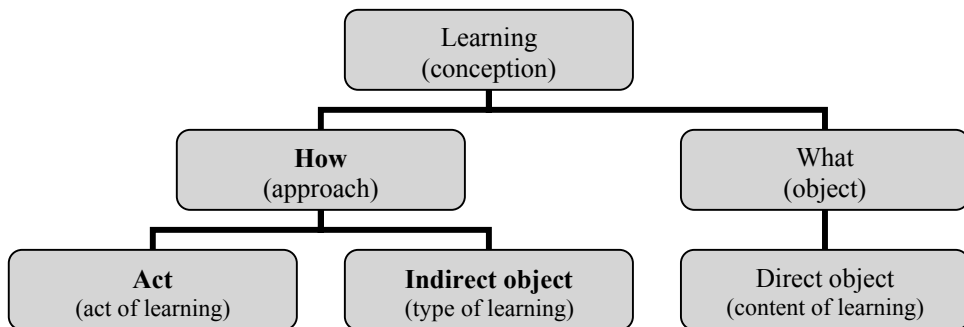 Learning
(conception)
How
(approach)
What
(object)
Act
(act of learning)
Indirect object
(type of learning)
Direct object
(content of learning)